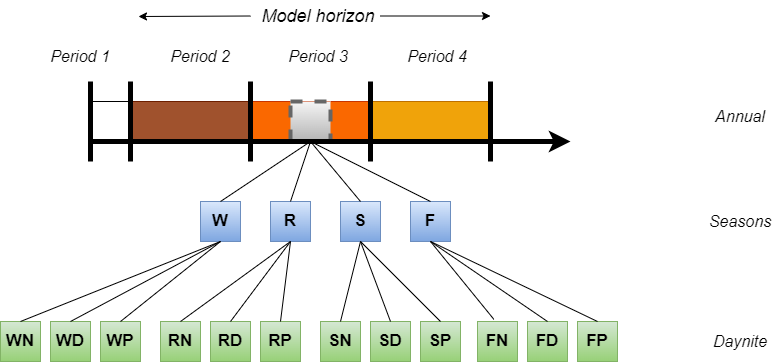 Model horizon
Period 1 Period 2 Period 3 Period 4
Annual
W R S F Seasons
WN WD WP RN RD RP SN SD SP FN FD FP Daynite